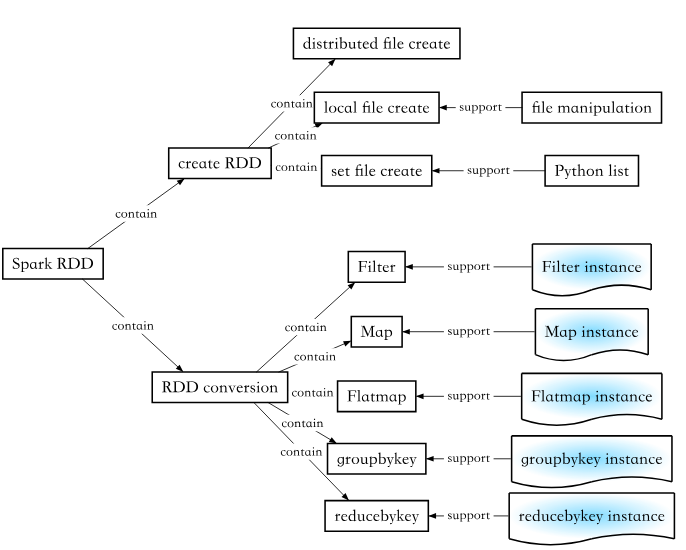 distributed file create
contain
local file create
support
file manipulation
contain
create RDD
contain
set file create
support
Python list
contain
Spark RDD
Filter
support
Filter instance
contain
contain
Map
support
Map instance
contain
RDD conversion
contain
Flatmap
support
Flatmap instance
contain
groupbykey
support
groupbykey instance
contain
reducebykey
support
reducebykey instance